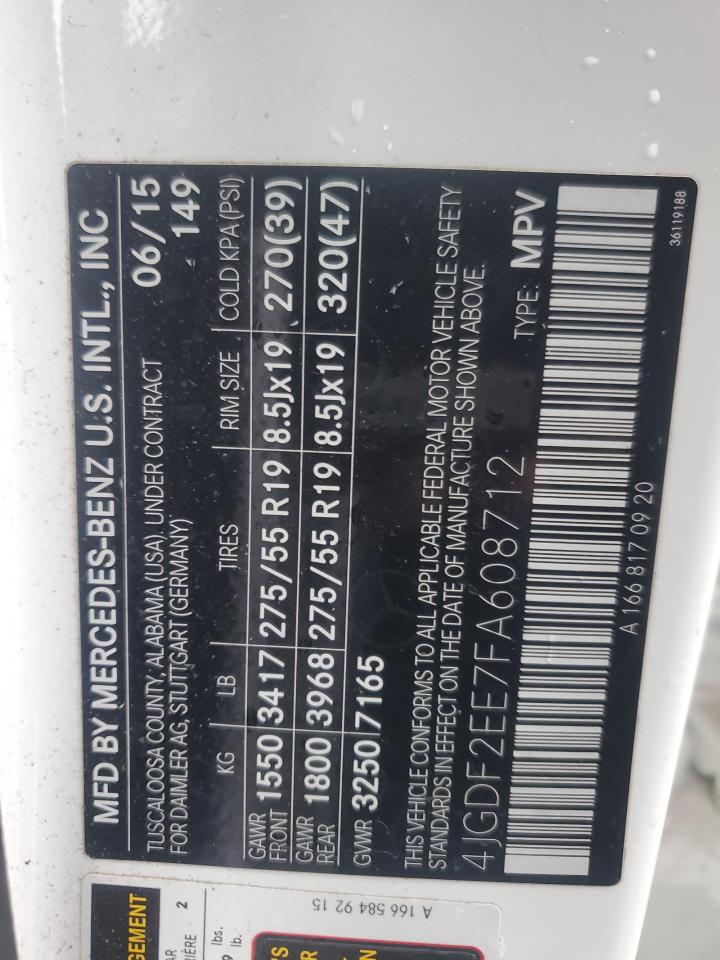 MFD BY MERCEDES-BENZ U.S. INTL., INC
TUSCALOOSA COUNTY, ALABAMA (USA), UNDER CONTRACT 06/15
FOR DAIMLER AG, STUTTGART (GERMANY) 149
KG LB TIRES RIM SIZE COLD KPA (PSI)
GAWR FRONT 1550 3417 275/55 R19 8.5Jx19 270(39)
GAWR REAR 1800 3968 275/55 R19 8.5Jx19 320(47)
GVWR 3250 7165
THIS VEHICLE CONFORMS TO ALL APPLICABLE FEDERAL MOTOR VEHICLE SAFETY
STANDARDS IN EFFECT ON THE DATE OF MANUFACTURE SHOWN ABOVE.
4JGDF2EE7FA608712 TYPE: MPV
A 166 817 09 20
36119188
A 166 584 92 15
2
lbs.
lb.